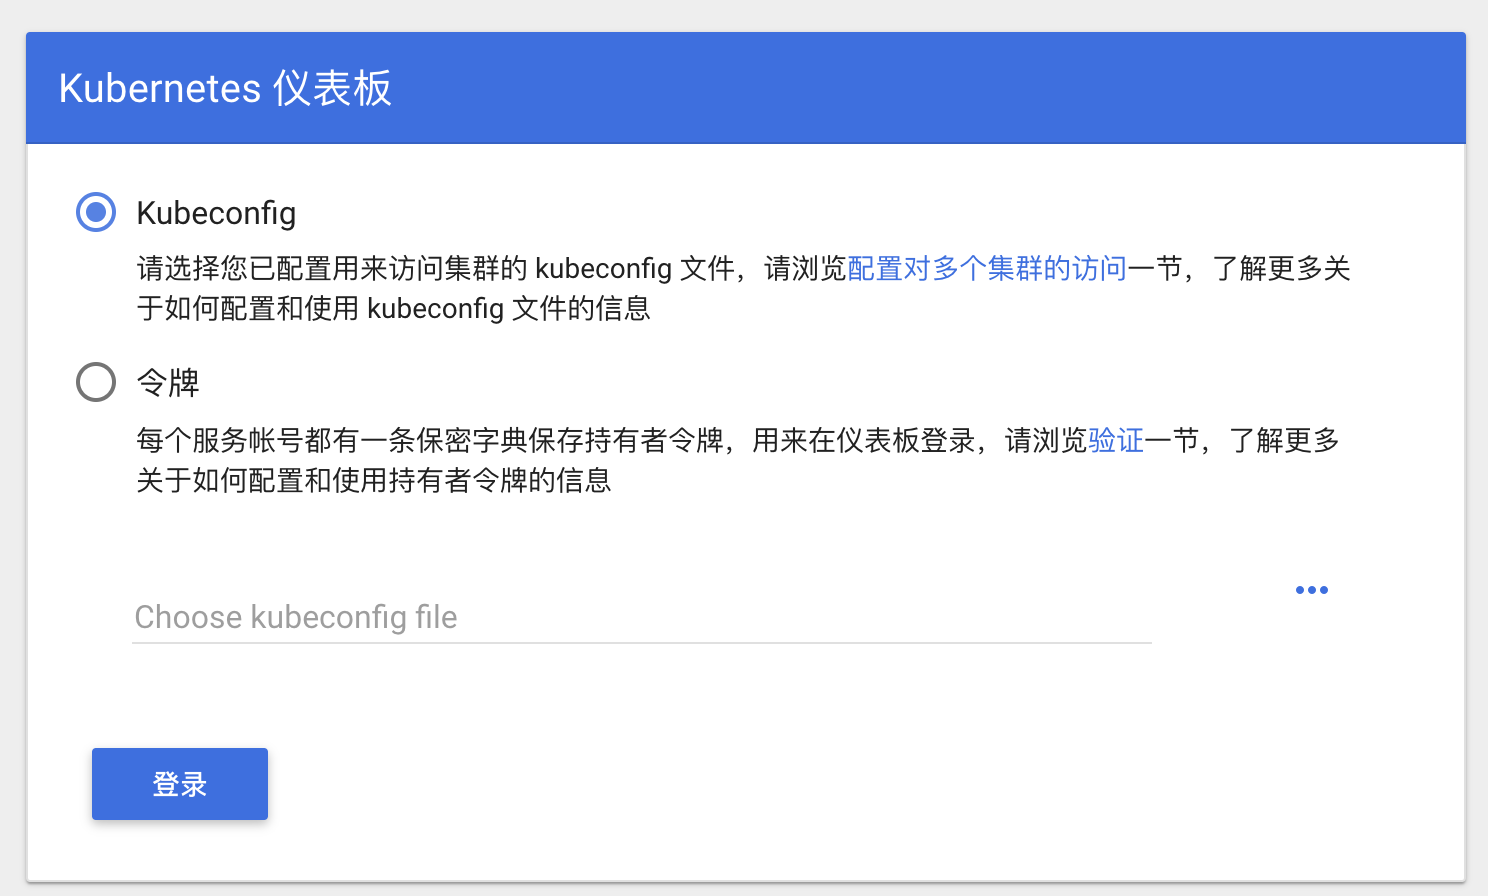 Kubernetes 仪表板
Kubeconfig
请选择您已配置用来访问集群的 kubeconfig 文件，请浏览配置对多个集群的访问一节，了解更多关
于如何配置和使用 kubeconfig 文件的信息
令牌
每个服务帐号都有一条保密字典保存持有者令牌，用来在仪表板登录，请浏览验证一节，了解更多
关于如何配置和使用持有者令牌的信息
Choose kubeconfig file
登录